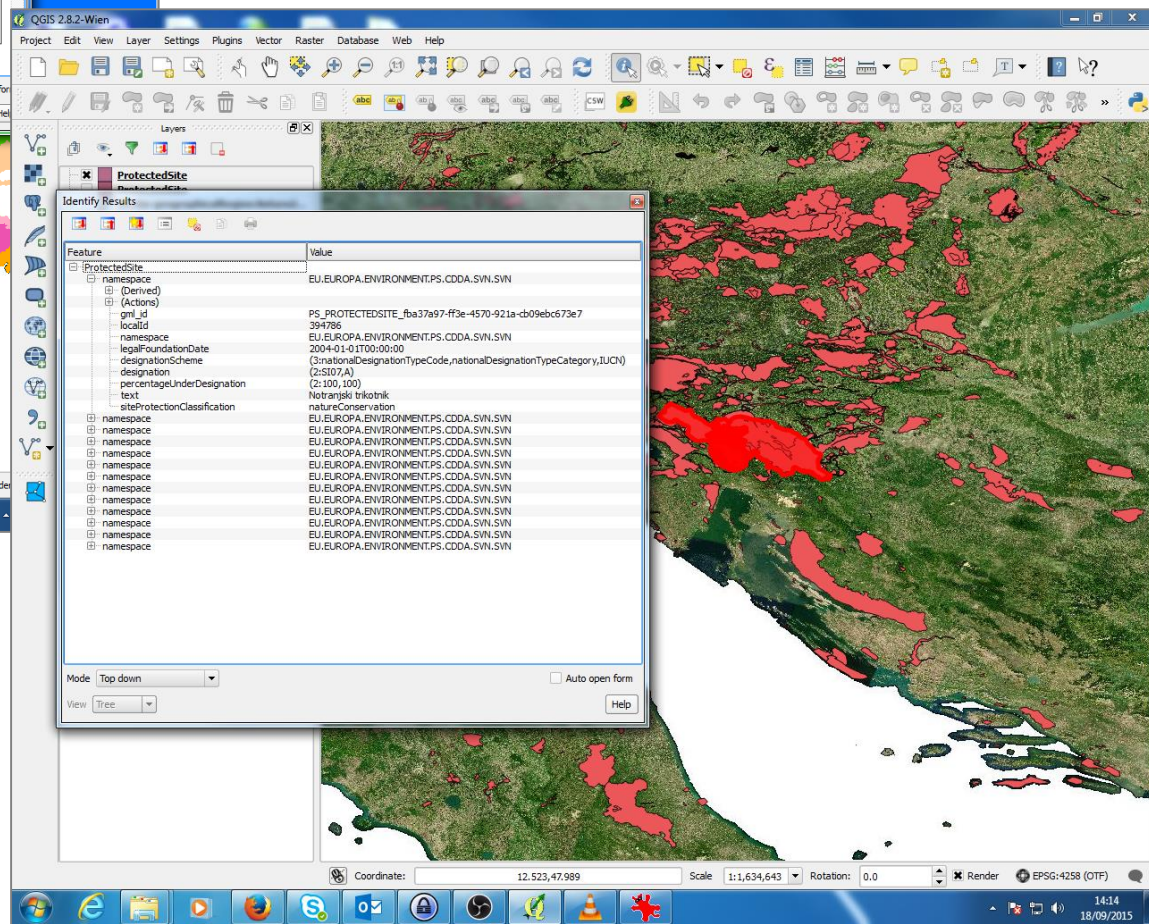 QGIS 2.8.2-Wien
Project Edit View Layer Settings Plugins Vector Raster Database Web Help
Layers
ProtectedSite
Identify Results
Feature Value
ProtectedSite
namespace EU.EUROPA.ENVIRONMENT.PS.CDDA.SVN.SVN
(Derived)
(Actions)
gml_id PS_PROTECTEDSITE_fba37a97-ff3e-4570-921a-cb09ebc673e7
localId 394786
namespace EU.EUROPA.ENVIRONMENT.PS.CDDA.SVN.SVN
legalFoundationDate 2004-01-01T00:00:00
designationScheme (3:nationalDesignationTypeCode,nationalDesignationTypeCategory,IUCN)
designation (2:SI07,A)
percentageUnderDesignation (2:100,100)
text Notranjski trikotnik
siteProtectionClassification natureConservation
namespace EU.EUROPA.ENVIRONMENT.PS.CDDA.SVN.SVN
namespace EU.EUROPA.ENVIRONMENT.PS.CDDA.SVN.SVN
namespace EU.EUROPA.ENVIRONMENT.PS.CDDA.SVN.SVN
namespace EU.EUROPA.ENVIRONMENT.PS.CDDA.SVN.SVN
namespace EU.EUROPA.ENVIRONMENT.PS.CDDA.SVN.SVN
namespace EU.EUROPA.ENVIRONMENT.PS.CDDA.SVN.SVN
namespace EU.EUROPA.ENVIRONMENT.PS.CDDA.SVN.SVN
namespace EU.EUROPA.ENVIRONMENT.PS.CDDA.SVN.SVN
namespace EU.EUROPA.ENVIRONMENT.PS.CDDA.SVN.SVN
namespace EU.EUROPA.ENVIRONMENT.PS.CDDA.SVN.SVN
namespace EU.EUROPA.ENVIRONMENT.PS.CDDA.SVN.SVN
namespace EU.EUROPA.ENVIRONMENT.PS.CDDA.SVN.SVN
Mode Top down Auto open form
View Tree Help
Coordinate: 12.523,47.989 Scale 1:1,634,643 Rotation: 0.0 Render EPSG:4258 (OTF)
14:14
18/09/2015